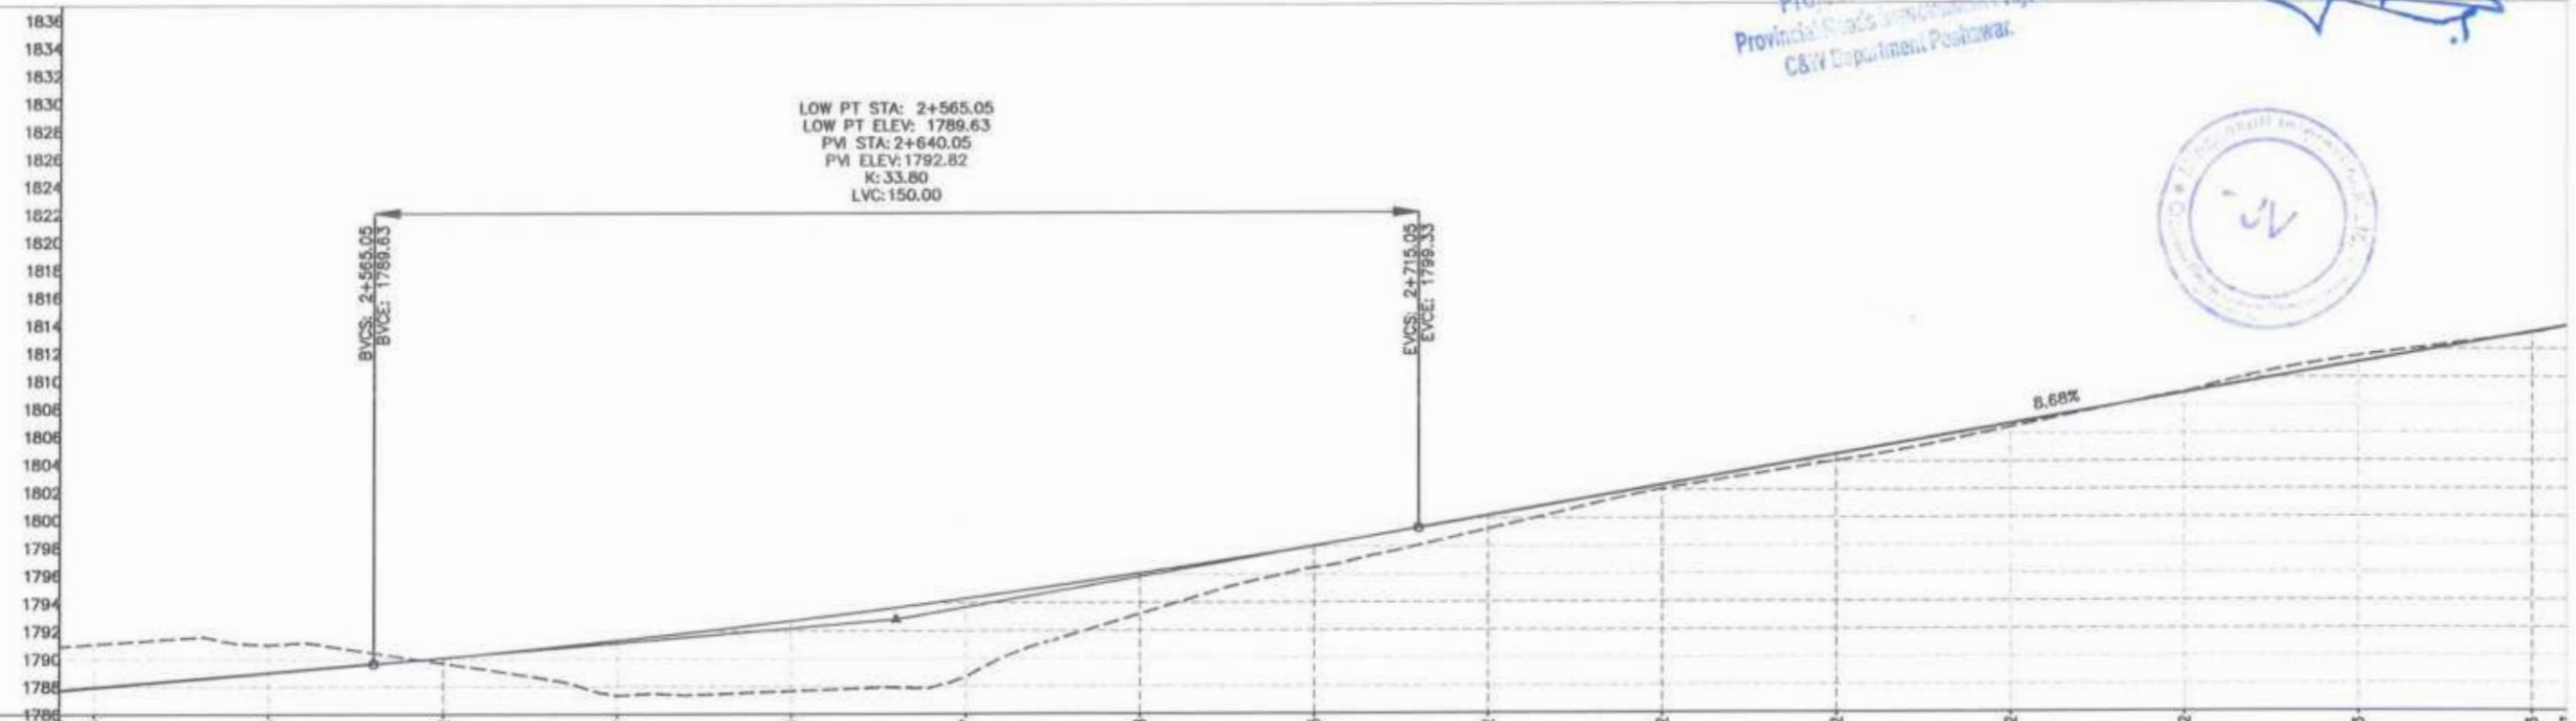 1836
1834
1832
1830
1828
1826
1824
1822
1820
1818
1816
1814
1812
1810
1808
1806
1804
1802
1800
1798
1796
1794
1792
1790
1788
1786
Provincial Roads
C&W Department Peshawar.
LOW PT STA: 2+565.05
LOW PT ELEV: 1789.63
PVI STA: 2+640.05
PVI ELEV: 1792.82
K: 33.80
LVC: 150.00
BVCS: 2+565.05
BVCE: 1789.63
EVCS: 2+715.05
EVCE: 1799.33
8.68%
JV